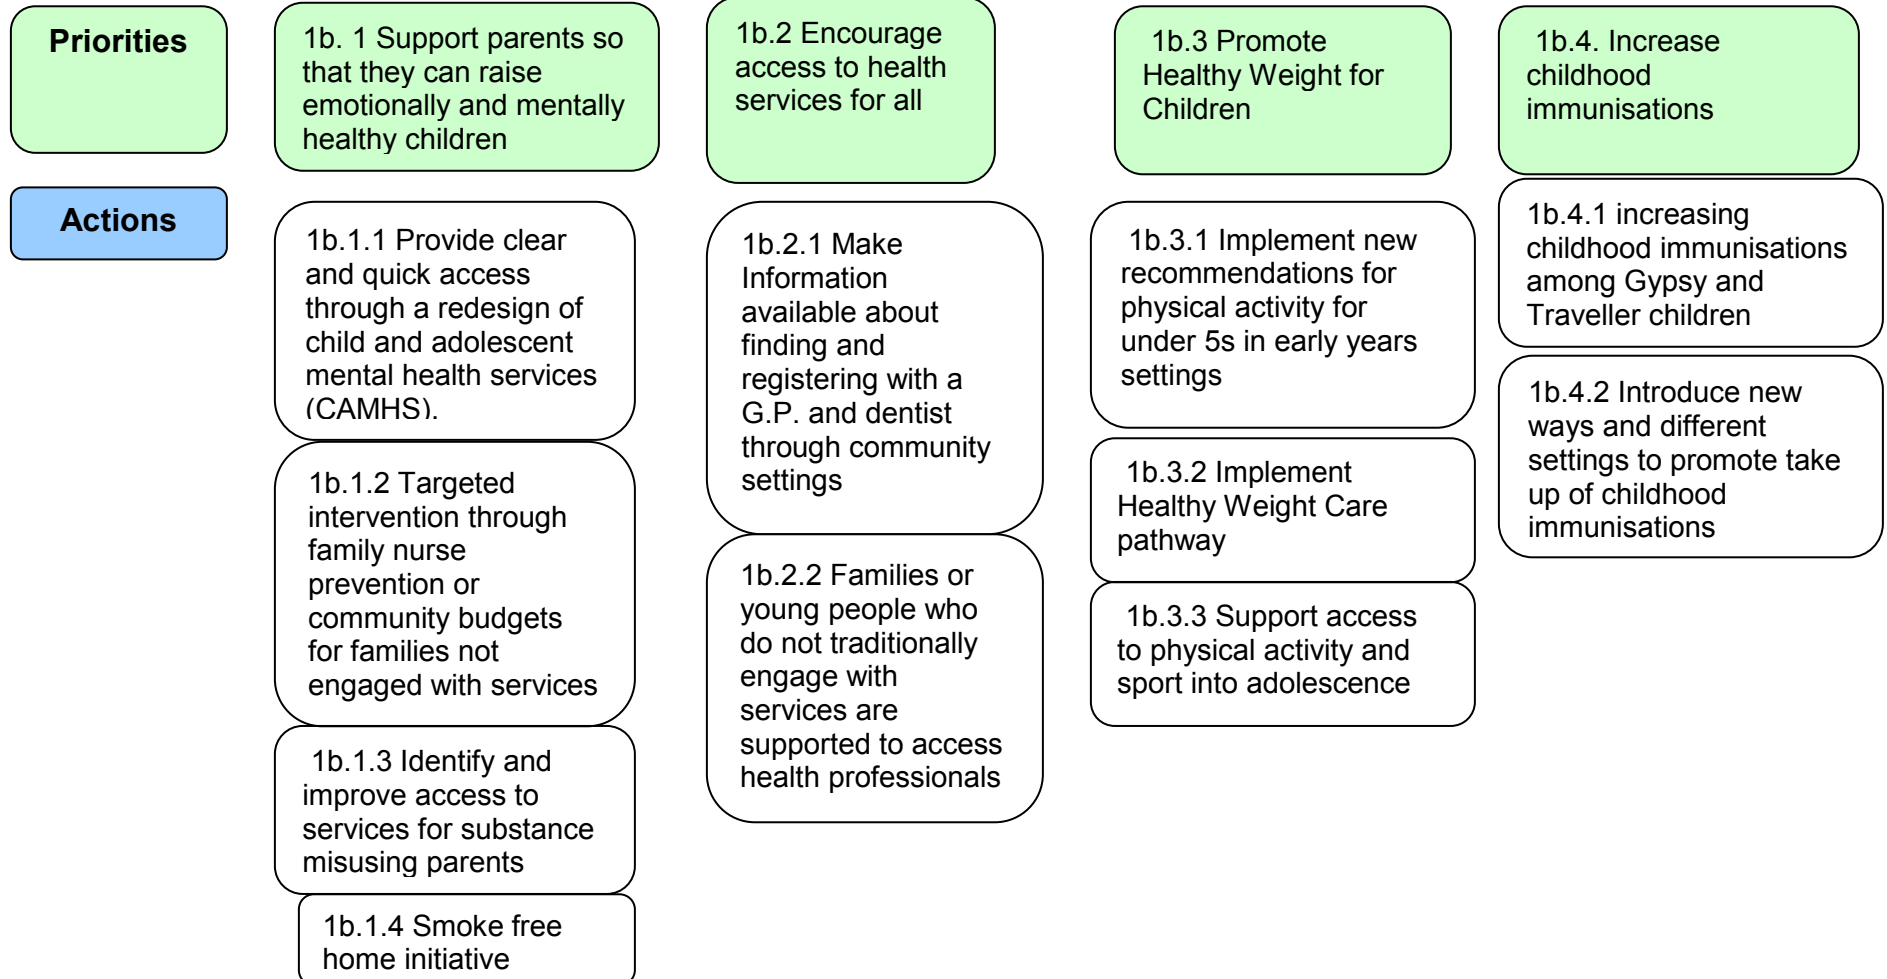 Priorities
1b. 1 Support parents so
that they can raise
emotionally and mentally
healthy children
1b.2 Encourage
access to health
services for all
1b.3 Promote
Healthy Weight for
Children
1b.4. Increase
childhood
immunisations
Actions
1b.1.1 Provide clear
and quick access
through a redesign of
child and adolescent
mental health services
(CAMHS).
1b.1.2 Targeted
intervention through
family nurse
prevention or
community budgets
for families not
engaged with services
1b.1.3 Identify and
improve access to
services for substance
misusing parents
1b.1.4 Smoke free
home initiative
1b.2.1 Make
Information
available about
finding and
registering with a
G.P. and dentist
through community
settings
1b.2.2 Families or
young people who
do not traditionally
engage with
services are
supported to access
health professionals
1b.3.1 Implement new
recommendations for
physical activity for
under 5s in early years
settings
1b.3.2 Implement
Healthy Weight Care
pathway
1b.3.3 Support access
to physical activity and
sport into adolescence
1b.4.1 increasing
childhood immunisations
among Gypsy and
Traveller children
1b.4.2 Introduce new
ways and different
settings to promote take
up of childhood
immunisations